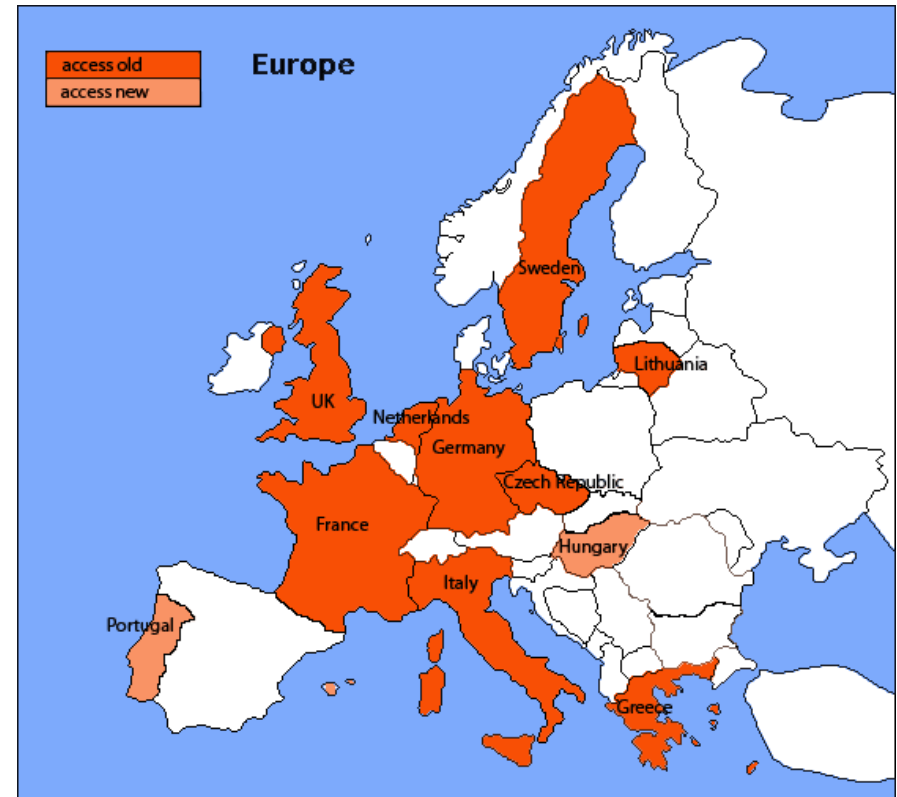 Europe
access old
access new
Sweden
Lithuania
UK
Netherlands
Germany
Czech Republic
France
Hungary
Italy
Portugal
Greece